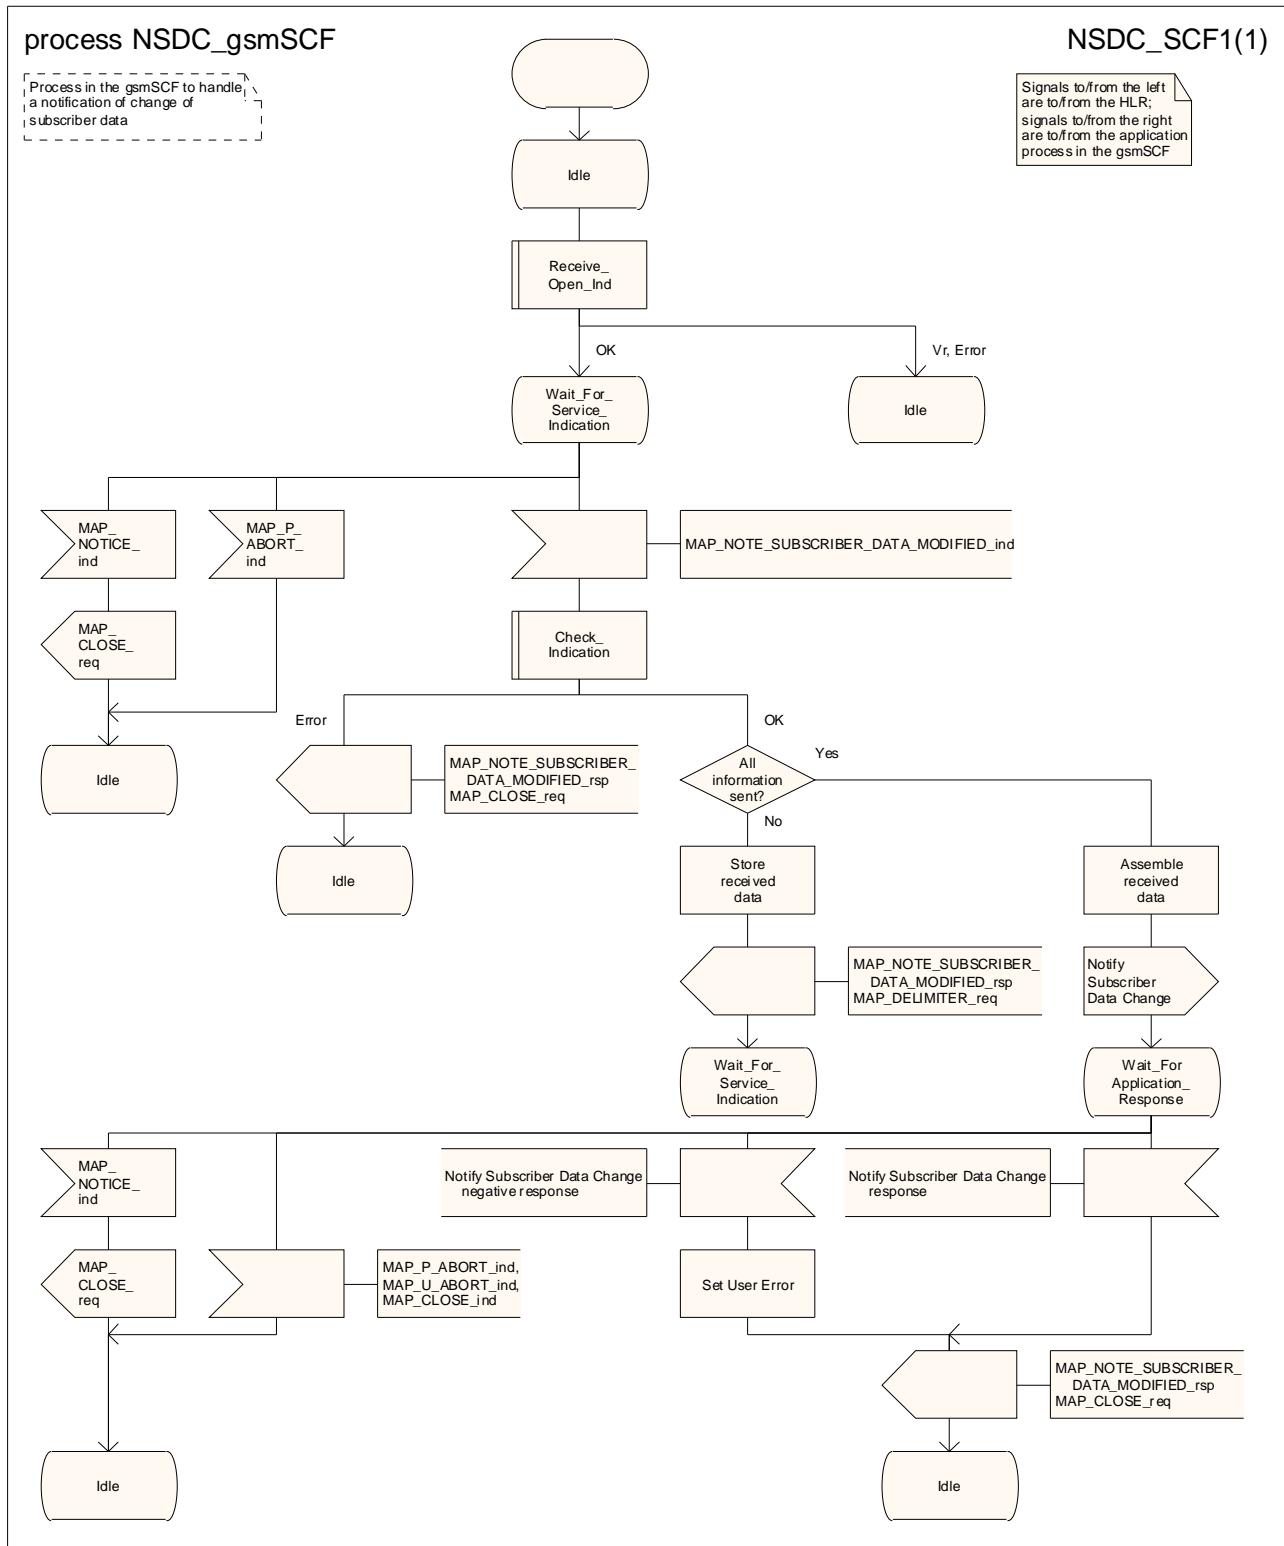 process NSDC_gsmSCF
NSDC_SCF1(1)
Process in the gsmSCF to handle
a notification of change of
subscriber data
Signals to/from the left
are to/from the HLR;
signals to/from the right
are to/from the application
process in the gsmSCF
Idle
Receive_
Open_Ind
OK
Vr, Error
Wait_For_
Service_
Indication
Idle
MAP_
NOTICE_
ind
MAP_P_
ABORT_
ind
MAP_NOTE_SUBSCRIBER_DATA_MODIFIED_ind
MAP_
CLOSE_
req
Check_
Indication
Error
OK
Idle
MAP_NOTE_SUBSCRIBER_
DATA_MODIFIED_rsp
MAP_CLOSE_req
All
information
sent?
Yes
No
Idle
Store
received
data
Assemble
received
data
MAP_NOTE_SUBSCRIBER_
DATA_MODIFIED_rsp
MAP_DELIMITER_req
Notify
Subscriber
Data Change
Wait_For_
Service_
Indication
Wait_For
Application_
Response
MAP_
NOTICE_
ind
Notify Subscriber Data Change
negative response
Notify Subscriber Data Change
response
MAP_
CLOSE_
req
MAP_P_ABORT_ind,
MAP_U_ABORT_ind,
MAP_CLOSE_ind
Set User Error
MAP_NOTE_SUBSCRIBER_
DATA_MODIFIED_rsp
MAP_CLOSE_req
Idle
Idle